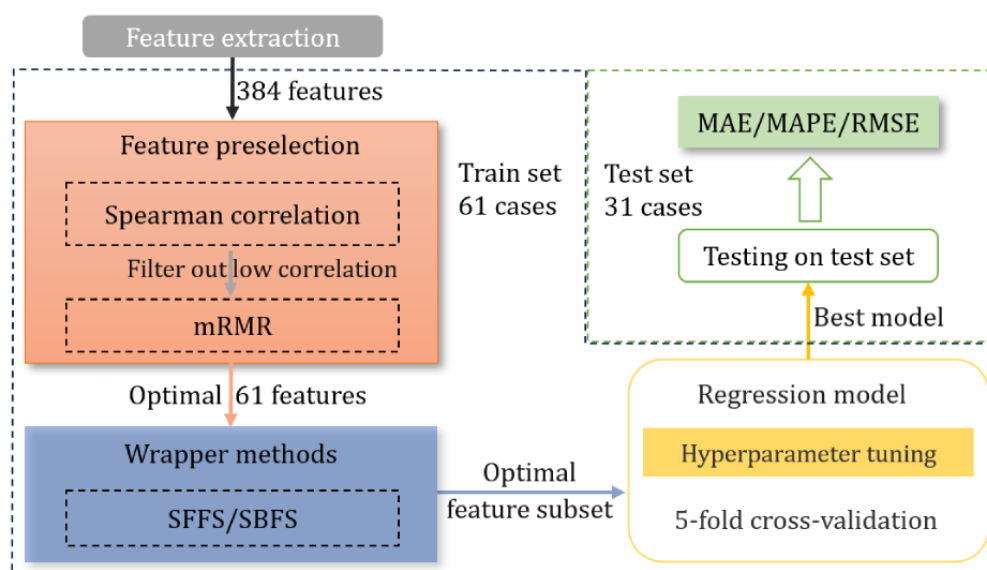 Feature extraction
384 features
Feature preselection
Spearman correlation
Filter out low correlation
mRMR
Optimal 61 features
Wrapper methods
SFFS/SBFS
Train set
61 cases
Optimal
feature subset
Regression model
Hyperparameter tuning
5-fold cross-validation
Best model
Testing on test set
Test set
31 cases
MAE/MAPE/RMSE